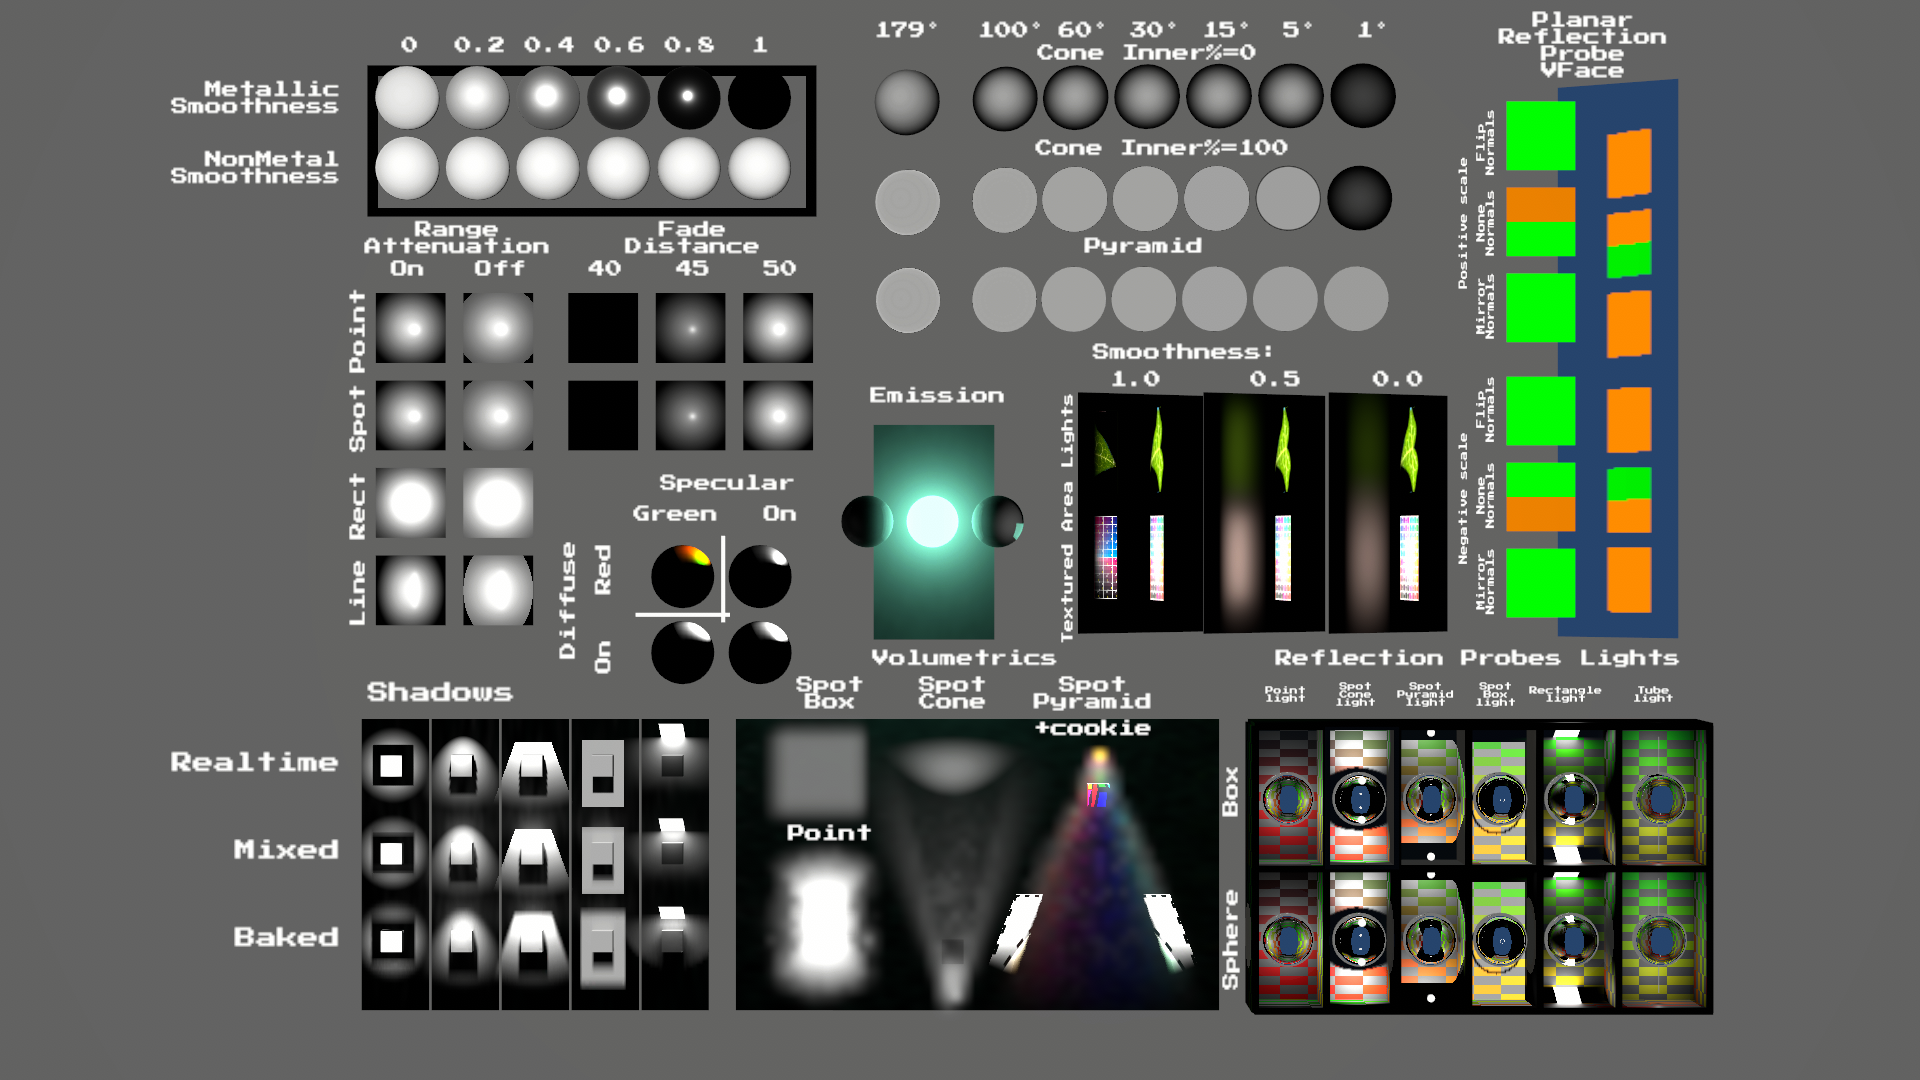 0 0.2 0.4 0.6 0.8 1
Metallic
Smoothness
NonMetal
Smoothness
179° 100° 60° 30° 15° 5° 1°
Cone Inner%=0
Cone Inner%=100
Pyramid
Planar
Reflection
Probe
VFace
Positive scale
Flip
Normals
None
Normals
Mirror
Normals
Negative scale
Flip
Normals
None
Normals
Mirror
Normals
Range
Attenuation
On Off
Fade
Distance
40 45 50
Point
Spot
Rect
Line
Specular
Green On
Diffuse
Red
On
Emission
Smoothness:
1.0 0.5 0.0
Textured Area Lights
Shadows
Realtime
Mixed
Baked
Volumetrics
Spot
Box
Spot
Cone
Spot
Pyramid
+cookie
Point
Reflection Probes Lights
Point
light
Spot
Cone
light
Spot
Pyramid
light
Spot
Box
light
Rectangle
light
Tube
light
Box
Sphere